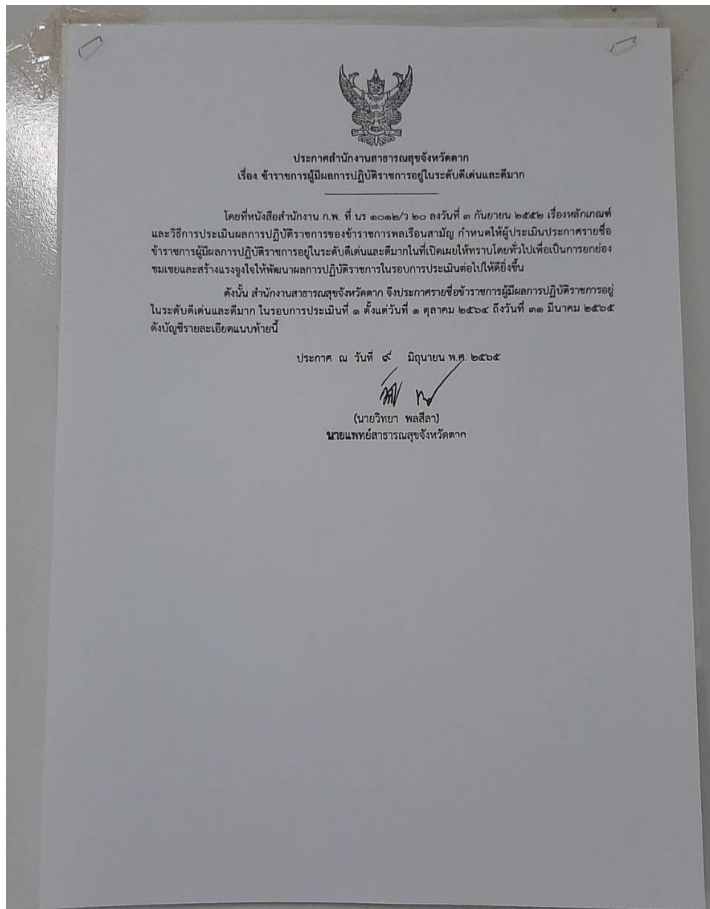 ประกาศสำนักงานสาธารณสุขจังหวัดตาก
เรื่อง ข้าราชการผู้มีผลการปฏิบัติราชการอยู่ในระดับดีเด่นและดีมาก
โดยที่หนังสือสำนักงาน ก.พ. ที่ นร ๑๐๑๒/ว ๒๐ ลงวันที่ ๓ กันยายน ๒๕๕๒ เรื่องหลักเกณฑ์
และวิธีการประเมินผลการปฏิบัติราชการของข้าราชการพลเรือนสามัญ กำหนดให้ผู้ประเมินประกาศรายชื่อ
ข้าราชการผู้มีผลการปฏิบัติราชการอยู่ในระดับดีเด่นและดีมากในที่เปิดเผยให้ทราบโดยทั่วไปเพื่อเป็นการยกย่อง
ชมเชยและสร้างแรงจูงใจให้พัฒนาผลการปฏิบัติราชการในรอบการประเมินต่อไปให้ดียิ่งขึ้น
ดังนั้น สำนักงานสาธารณสุขจังหวัดตาก จึงประกาศรายชื่อข้าราชการผู้มีผลการปฏิบัติราชการอยู่
ในระดับดีเด่นและดีมาก ในรอบการประเมินที่ ๑ ตั้งแต่วันที่ ๑ ตุลาคม ๒๕๖๔ ถึงวันที่ ๓๑ มีนาคม ๒๕๖๕
ดังบัญชีรายละเอียดแนบท้ายนี้
ประกาศ ณ วันที่ ๙ มิถุนายน พ.ศ. ๒๕๖๕
(นายวิทยา พลสีลา)
นายแพทย์สาธารณสุขจังหวัดตาก